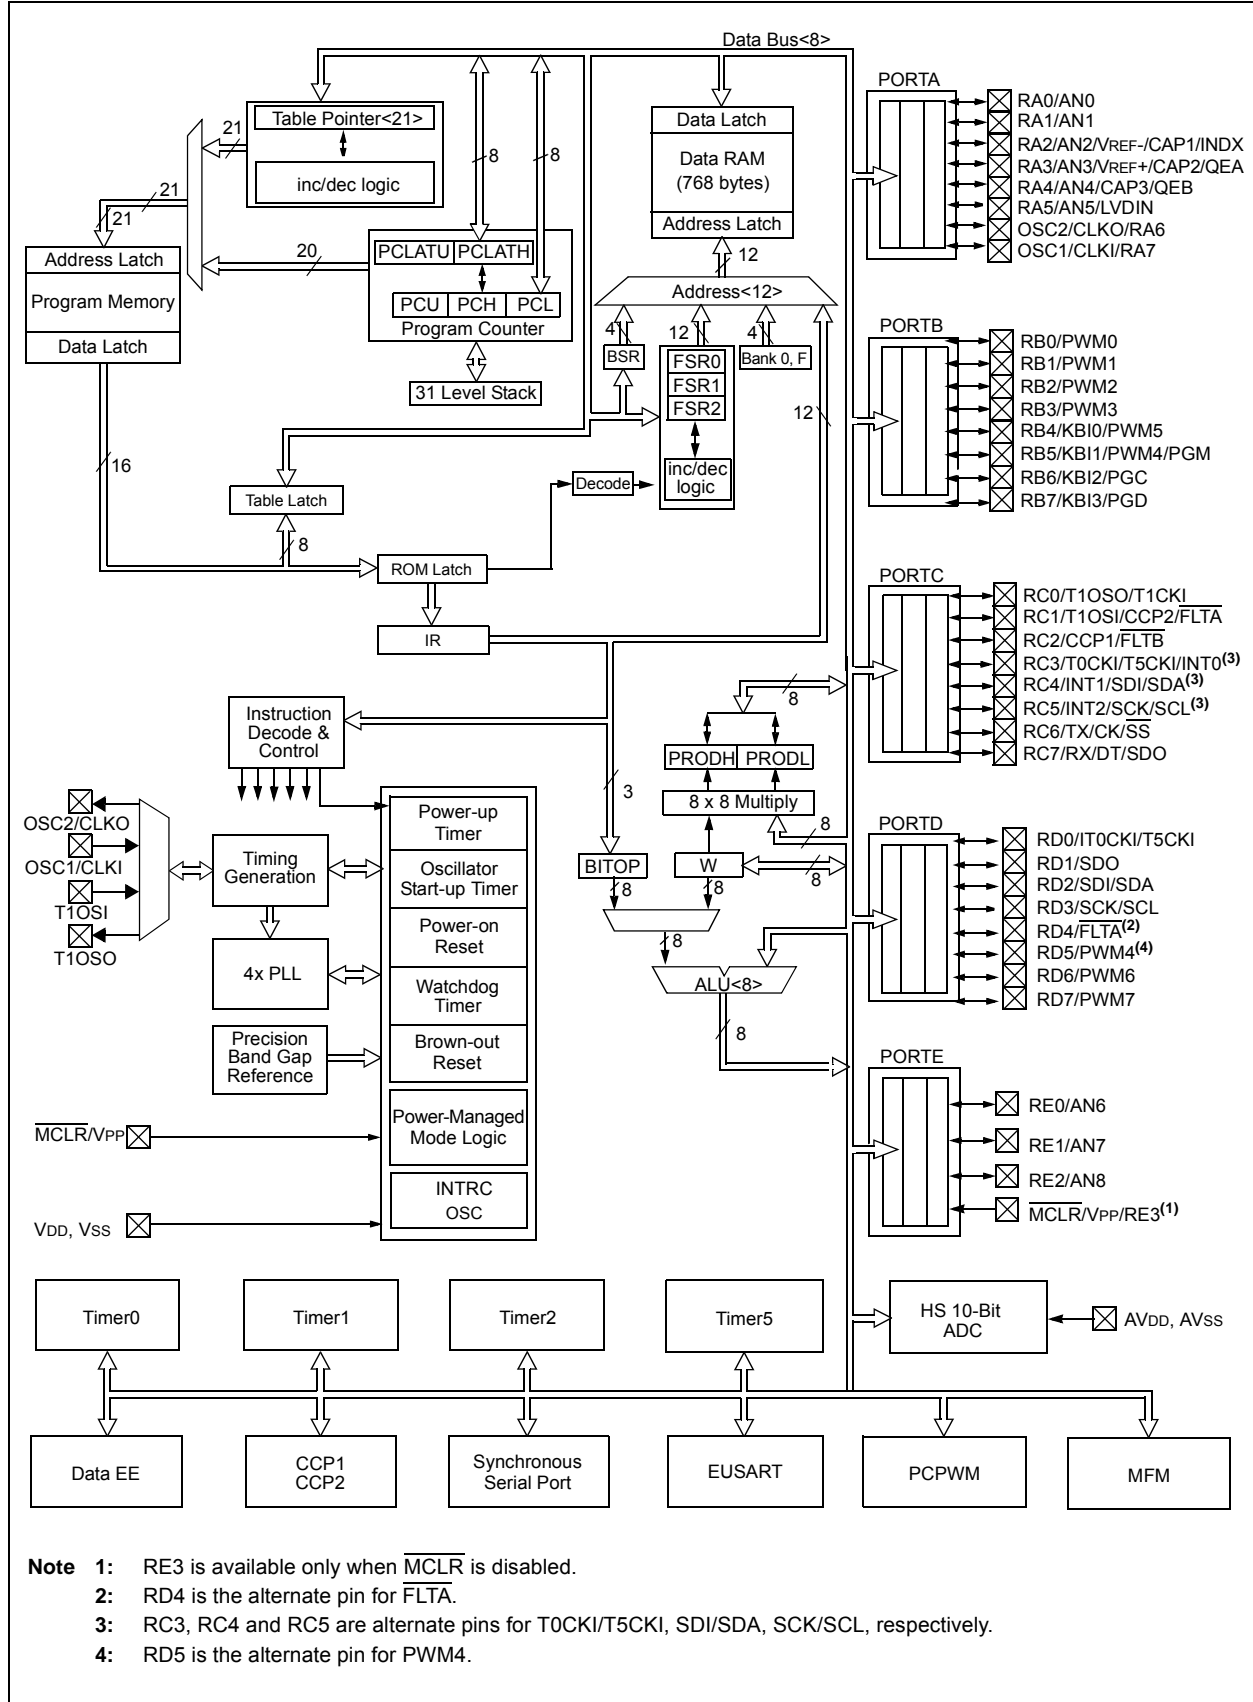 Data Bus<8>
Table Pointer<21>
inc/dec logic
21
21
21
Address Latch
Program Memory
Data Latch
16
20
8
8
PCLATU PCLATH
PCU PCH PCL
Program Counter
31 Level Stack
Data Latch
Data RAM
(768 bytes)
Address Latch
12
Address<12>
4
12
4
BSR
FSR0
FSR1
FSR2
inc/dec
logic
Bank 0, F
12
Table Latch
8
Decode
ROM Latch
IR
Instruction
Decode &
Control
3
8
PRODH PRODL
8 x 8 Multiply
8
BITOP
W
8
8
8
8
ALU<8>
8
OSC2/CLKO
OSC1/CLKI
T1OSI
T1OSO
Timing
Generation
4x PLL
Precision
Band Gap
Reference
Power-up
Timer
Oscillator
Start-up Timer
Power-on
Reset
Watchdog
Timer
Brown-out
Reset
Power-Managed
Mode Logic
INTRC
OSC
MCLR/VPP
VDD, VSS
PORTA
RA0/AN0
RA1/AN1
RA2/AN2/VREF-/CAP1/INDX
RA3/AN3/VREF+/CAP2/QEA
RA4/AN4/CAP3/QEB
RA5/AN5/LVDIN
OSC2/CLKO/RA6
OSC1/CLKI/RA7
PORTB
RB0/PWM0
RB1/PWM1
RB2/PWM2
RB3/PWM3
RB4/KBI0/PWM5
RB5/KBI1/PWM4/PGM
RB6/KBI2/PGC
RB7/KBI3/PGD
PORTC
RC0/T1OSO/T1CKI
RC1/T1OSI/CCP2/FLTA
RC2/CCP1/FLTB
RC3/T0CKI/T5CKI/INT0(3)
RC4/INT1/SDI/SDA(3)
RC5/INT2/SCK/SCL(3)
RC6/TX/CK/SS
RC7/RX/DT/SDO
PORTD
RD0/IT0CKI/T5CKI
RD1/SDO
RD2/SDI/SDA
RD3/SCK/SCL
RD4/FLTA(2)
RD5/PWM4(4)
RD6/PWM6
RD7/PWM7
PORTE
RE0/AN6
RE1/AN7
RE2/AN8
MCLR/VPP/RE3(1)
Timer0
Timer1
Timer2
Timer5
HS 10-Bit
ADC
AVDD, AVSS
Data EE
CCP1
CCP2
Synchronous
Serial Port
EUSART
PCPWM
MFM
Note 1: RE3 is available only when MCLR is disabled.
2: RD4 is the alternate pin for FLTA.
3: RC3, RC4 and RC5 are alternate pins for T0CKI/T5CKI, SDI/SDA, SCK/SCL, respectively.
4: RD5 is the alternate pin for PWM4.